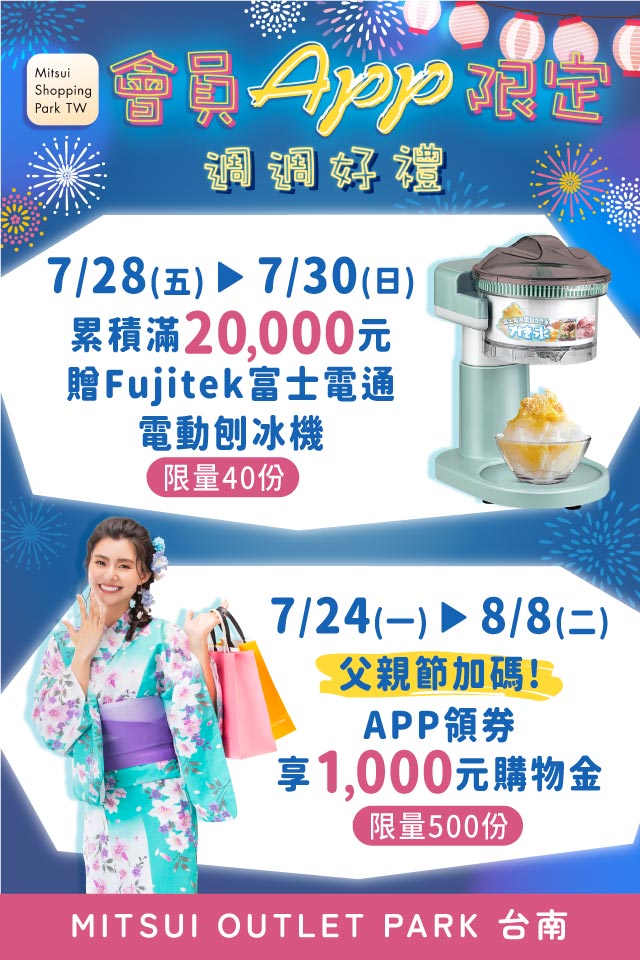 Mitsui
Shopping
Park TW
會員App限定
週週好禮
7/28(五)▶7/30(日)
累積滿20,000元
贈Fujitek富士電通
電動刨冰機
限量40份
かき氷
7/24(一)▶8/8(二)
父親節加碼!
APP領券
享1,000元購物金
限量500份
MITSUI OUTLET PARK 台南